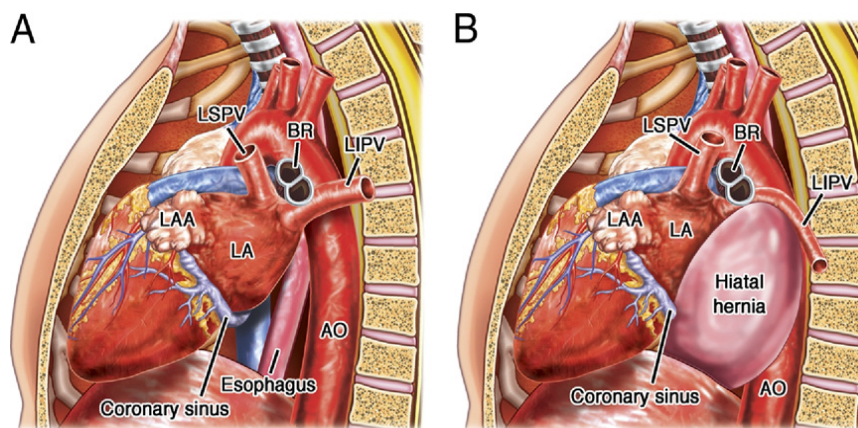 A
LSPV
BR
LIPV
LAA
LA
AO
Esophagus
Coronary sinus
B
LSPV
BR
LIPV
LAA
LA
Hiatal
hernia
Coronary sinus
AO